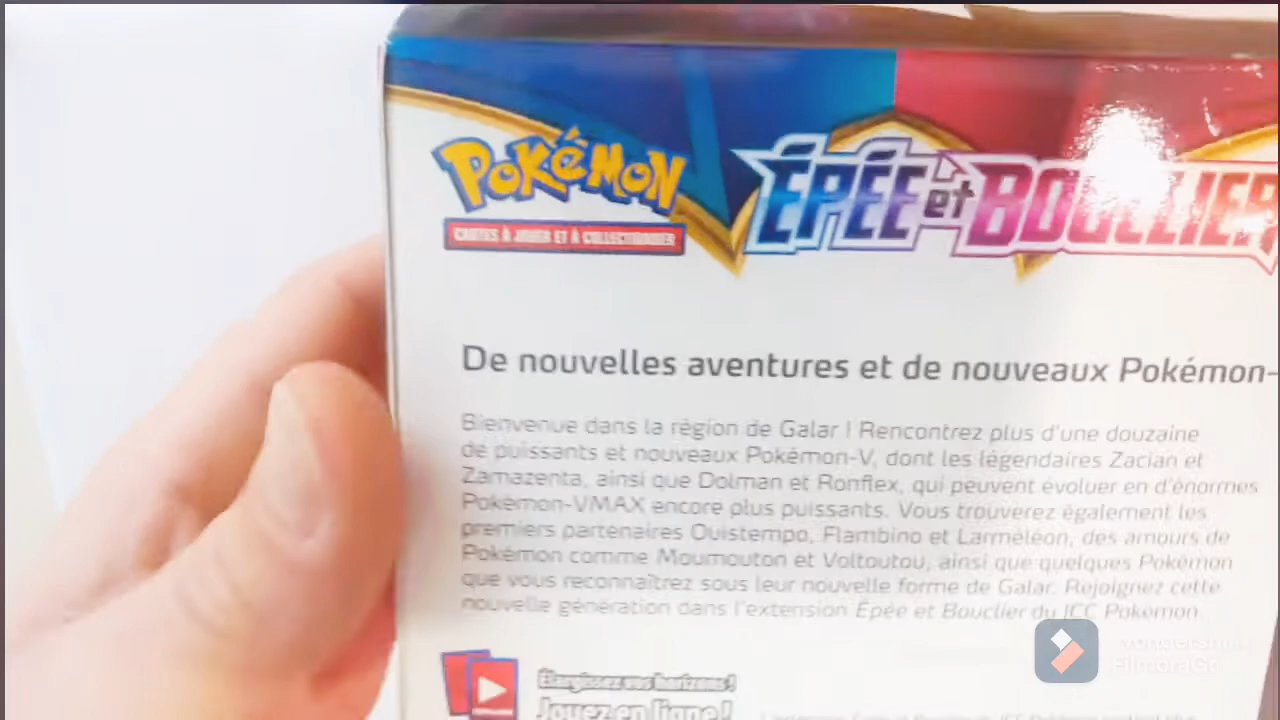 POKéMON
ÉPÉE et BOUCLIER
CARTES À JOUER ET À COLLECTIONNER
De nouvelles aventures et de nouveaux Pokémon-
Bienvenue dans la région de Galar ! Rencontrez plus d'une douzaine
de puissants et nouveaux Pokémon-V, dont les légendaires Zacian et
Zamazenta, ainsi que Dolman et Ronflex, qui peuvent évoluer en d'énormes
Pokémon-VMAX encore plus puissants. Vous trouverez également les
premiers partenaires Ouistempo, Flambino et Larméléon, des amours de
Pokémon comme Moumouton et Voltoutou, ainsi que quelques Pokémon
que vous reconnaîtrez sous leur nouvelle forme de Galar. Rejoignez cette
nouvelle génération dans l'extension Épée et Bouclier du JCC Pokémon
Élargissez vos horizons !
Jouez en ligne !
Wondershare
FilmoraGo